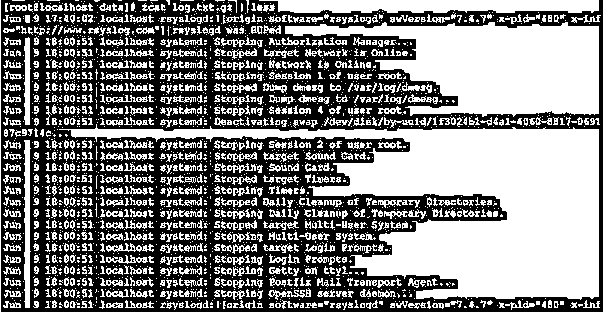 [root@localhost data]# zcat log.txt.gz | less
Jun 9 17:40:02 localhost rsyslogd: [origin software="rsyslogd" swVersion="7.4.7" x-pid="480" x-inf
o="http://www.rsyslog.com"] rsyslogd was HUPed
Jun 9 18:00:51 localhost systemd: Stopping Authorization Manager...
Jun 9 18:00:51 localhost systemd: Stopped target Network is Online.
Jun 9 18:00:51 localhost systemd: Stopping Network is Online.
Jun 9 18:00:51 localhost systemd: Stopping Session 1 of user root.
Jun 9 18:00:51 localhost systemd: Stopped Dump dmesg to /var/log/dmesg.
Jun 9 18:00:51 localhost systemd: Stopping Dump dmesg to /var/log/dmesg...
Jun 9 18:00:51 localhost systemd: Stopping Session 4 of user root.
Jun 9 18:00:51 localhost systemd: Deactivating swap
Jun 9 18:00:51 localhost systemd: Stopping Session 2 of user root.
Jun 9 18:00:51 localhost systemd: Stopped target Sound Card.
Jun 9 18:00:51 localhost systemd: Stopping Sound Card.
Jun 9 18:00:51 localhost systemd: Stopped target Timers.
Jun 9 18:00:51 localhost systemd: Stopping Timers.
Jun 9 18:00:51 localhost systemd: Stopped Daily Cleanup of Temporary Directories.
Jun 9 18:00:51 localhost systemd: Stopping Daily Cleanup of Temporary Directories.
Jun 9 18:00:51 localhost systemd: Stopped target Multi-User System.
Jun 9 18:00:51 localhost systemd: Stopping Multi-User System.
Jun 9 18:00:51 localhost systemd: Stopped target Login Prompts.
Jun 9 18:00:51 localhost systemd: Stopping Login Prompts.
Jun 9 18:00:51 localhost systemd: Stopping Getty on tty1...
Jun 9 18:00:51 localhost systemd: Stopping Postfix Mail Transport Agent...
Jun 9 18:00:51 localhost systemd: Stopping OpenSSH server daemon...
Jun 9 18:00:51 localhost rsyslogd: [origin software="rsyslogd" swVersion="7.4.7" x-pid="480" x-inf